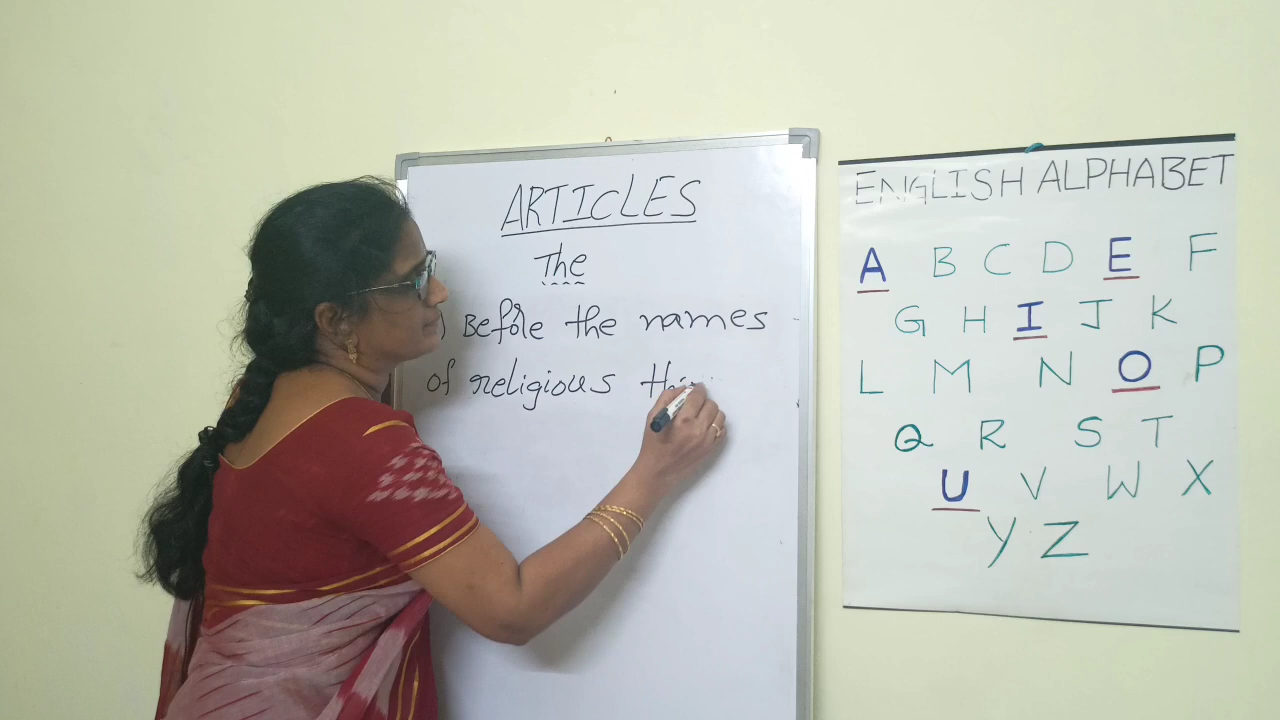 ARTICLES
The
) Before the names
of religious
ENGLISH ALPHABET
A B C D E F
G H I J K
L M N O P
Q R S T
U V W X
Y Z